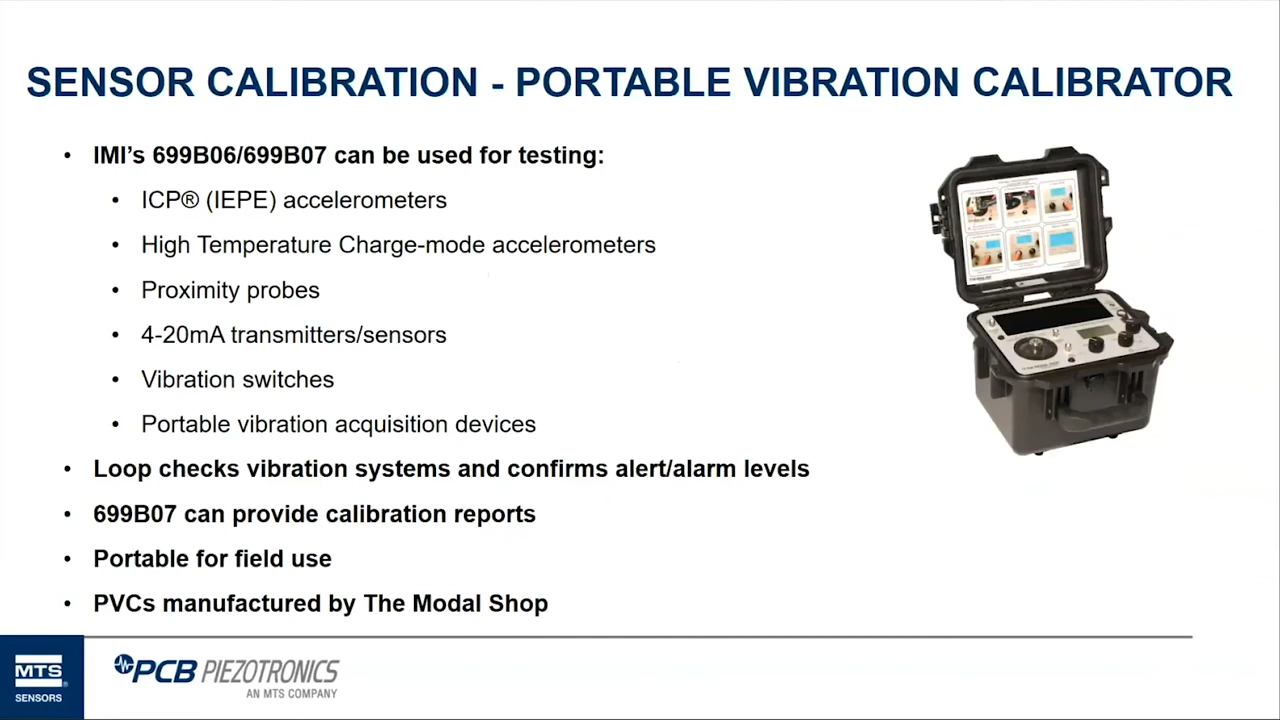 SENSOR CALIBRATION - PORTABLE VIBRATION CALIBRATOR
• IMI’s 699B06/699B07 can be used for testing:
• ICP® (IEPE) accelerometers
• High Temperature Charge-mode accelerometers
• Proximity probes
• 4-20mA transmitters/sensors
• Vibration switches
• Portable vibration acquisition devices
• Loop checks vibration systems and confirms alert/alarm levels
• 699B07 can provide calibration reports
• Portable for field use
• PVCs manufactured by The Modal Shop
MTS®
SENSORS
PCB PIEZOTRONICS
AN MTS COMPANY